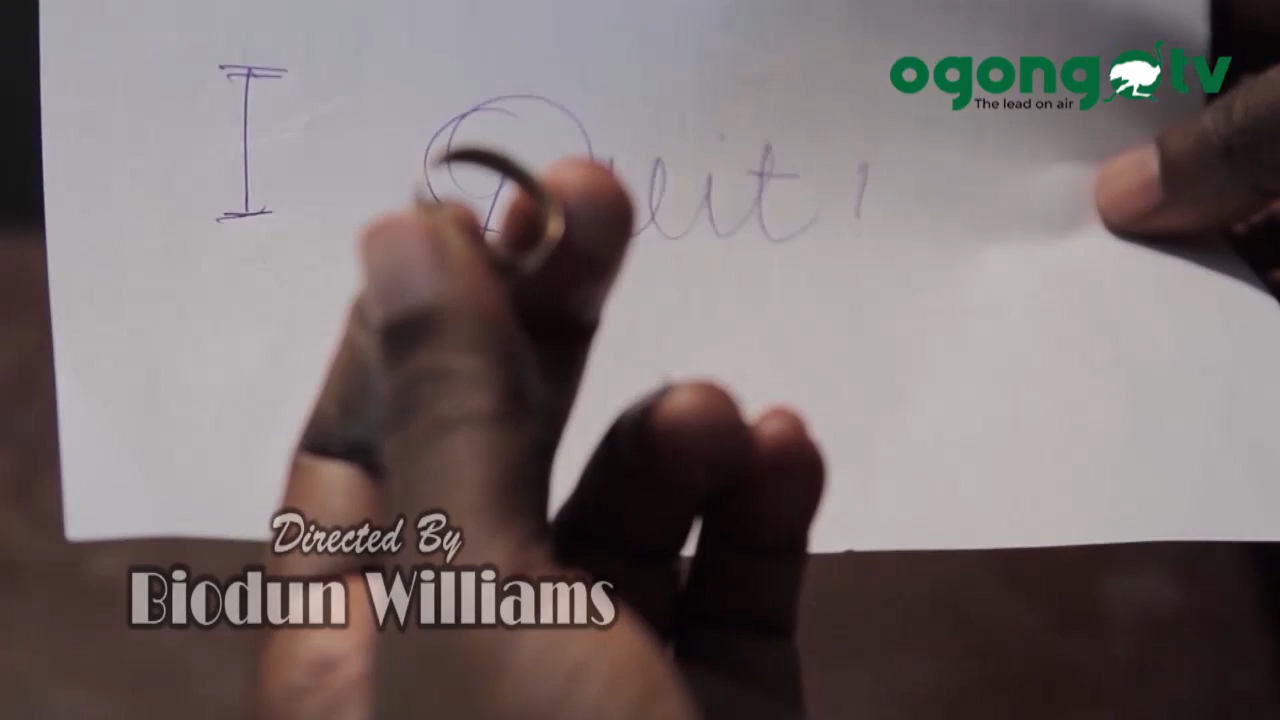 ogongo tv
The lead on air
I Quit!
Directed By
Biodun Williams